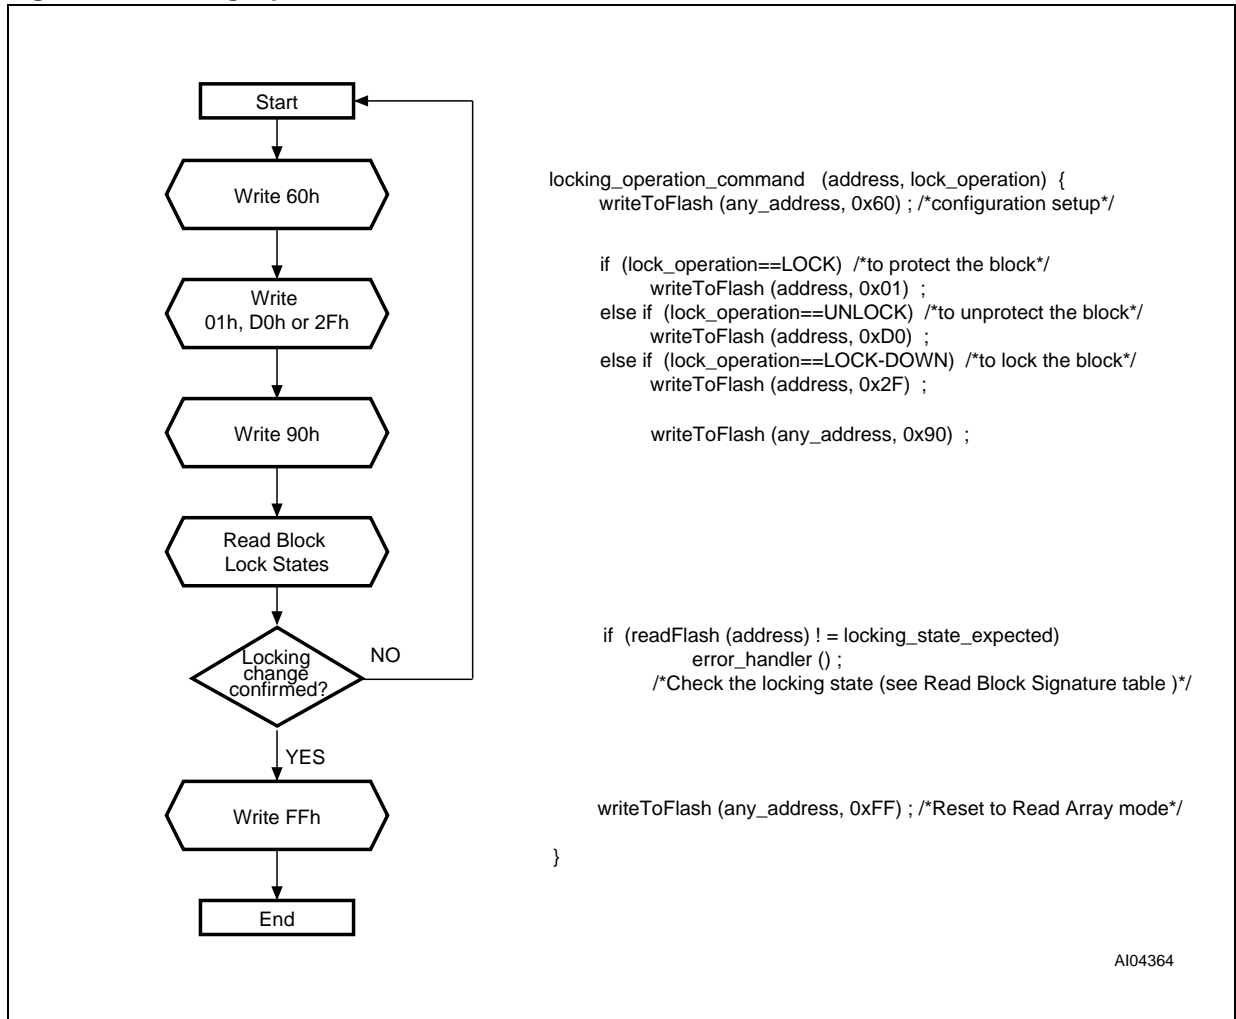 Start
Write 60h
Write
01h, D0h or 2Fh
Write 90h
Read Block
Lock States
Locking
change
confirmed?
NO
YES
Write FFh
End
locking_operation_command (address, lock_operation) {
writeToFlash (any_address, 0x60) ; /*configuration setup*/
if (lock_operation==LOCK) /*to protect the block*/
writeToFlash (address, 0x01) ;
else if (lock_operation==UNLOCK) /*to unprotect the block*/
writeToFlash (address, 0xD0) ;
else if (lock_operation==LOCK-DOWN) /*to lock the block*/
writeToFlash (address, 0x2F) ;
writeToFlash (any_address, 0x90) ;
if (readFlash (address) ! = locking_state_expected)
error_handler () ;
/*Check the locking state (see Read Block Signature table )*/
writeToFlash (any_address, 0xFF) ; /*Reset to Read Array mode*/
}
AI04364